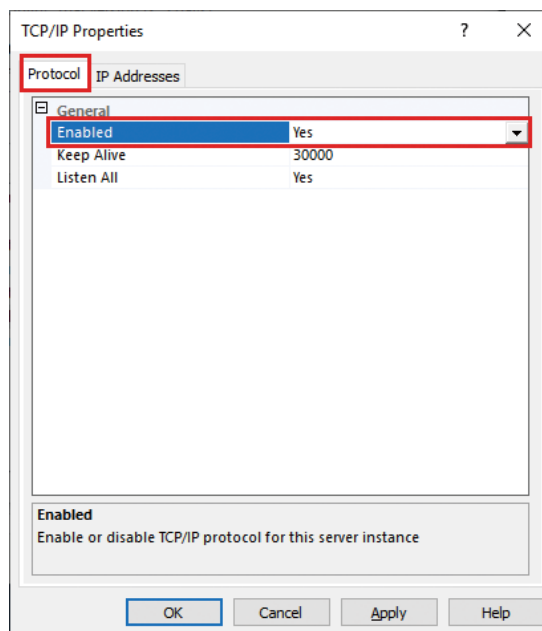 TCP/IP Properties ? ×
Protocol IP Addresses
General
Enabled Yes
Keep Alive 30000
Listen All Yes
Enabled
Enable or disable TCP/IP protocol for this server instance
OK Cancel Apply Help